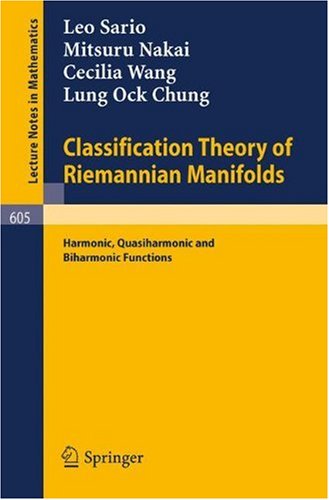 Lecture Notes in Mathematics
605
Leo Sario
Mitsuru Nakai
Cecilia Wang
Lung Ock Chung
Classification Theory of
Riemannian Manifolds
Harmonic, Quasiharmonic and
Biharmonic Functions
Springer